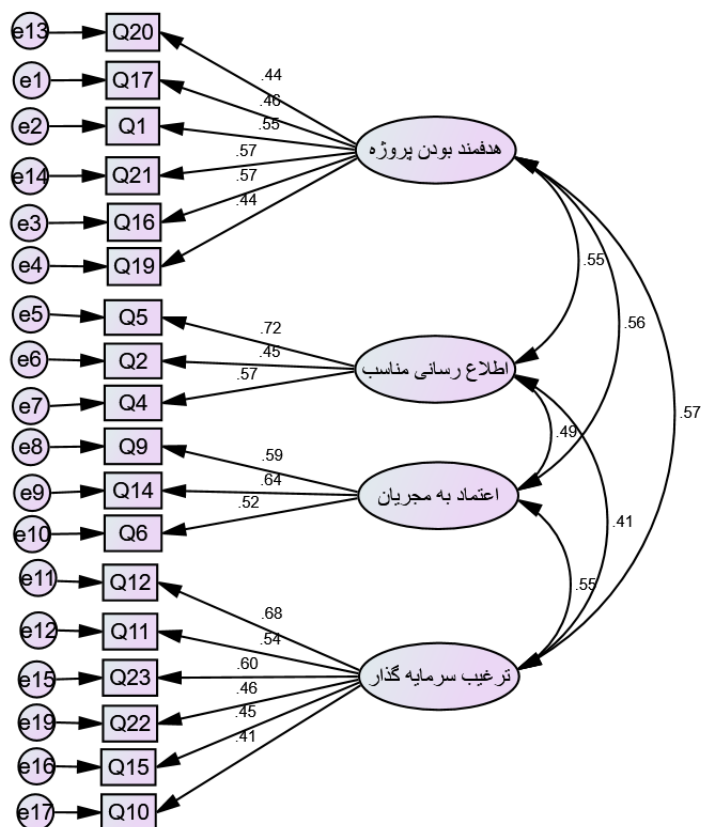 e13 Q20
e1 Q17
e2 Q1
e14 Q21
e3 Q16
e4 Q19
.44
.46
.55
.57
.57
.44
هدفمند بودن پروژه
e5 Q5
e6 Q2
e7 Q4
.72
.45
.57
اطلاع رسانی مناسب
e8 Q9
e9 Q14
e10 Q6
.59
.64
.52
اعتماد به مجریان
e11 Q12
e12 Q11
e15 Q23
e19 Q22
e16 Q15
e17 Q10
.68
.54
.60
.46
.45
.41
ترغیب سرمایه گذار
.55
.56
.57
.49
.41
.55